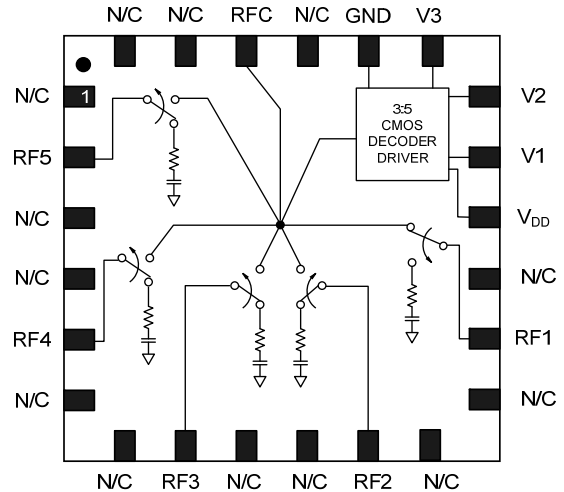 N/C N/C RFC N/C GND V3
N/C
1
V2
3:5
CMOS
DECODER
DRIVER
RF5
V1
N/C
VDD
N/C
N/C
RF4
RF1
N/C
N/C
N/C RF3 N/C N/C RF2 N/C